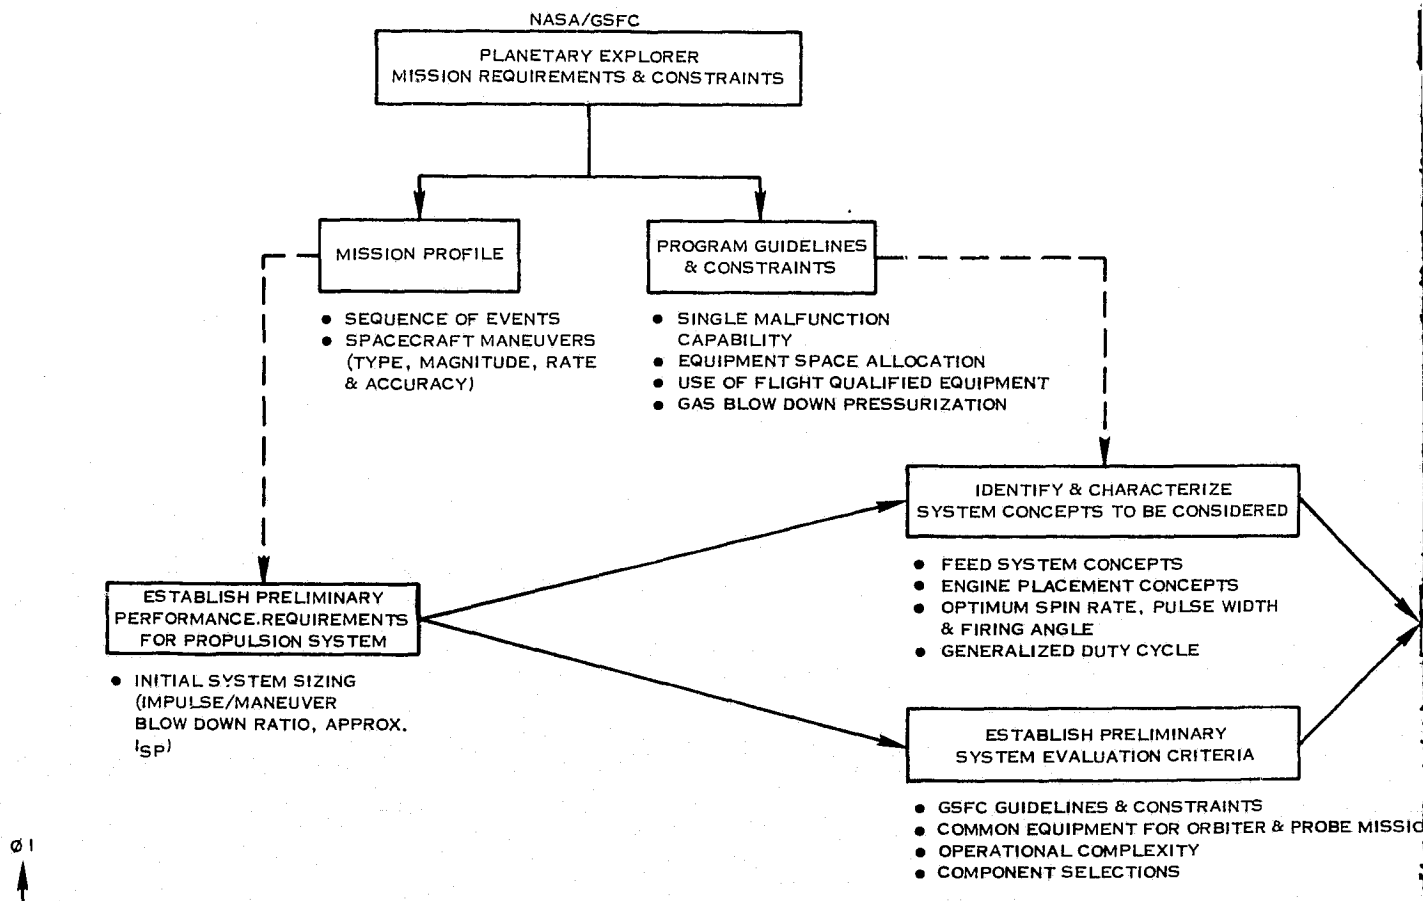 NASA/GSFC
PLANETARY EXPLORER
MISSION REQUIREMENTS & CONSTRAINTS
MISSION PROFILE
PROGRAM GUIDELINES
& CONSTRAINTS
● SEQUENCE OF EVENTS
● SPACECRAFT MANEUVERS
(TYPE, MAGNITUDE, RATE
& ACCURACY)
● SINGLE MALFUNCTION
CAPABILITY
● EQUIPMENT SPACE ALLOCATION
● USE OF FLIGHT QUALIFIED EQUIPMENT
● GAS BLOW DOWN PRESSURIZATION
IDENTIFY & CHARACTERIZE
SYSTEM CONCEPTS TO BE CONSIDERED
● FEED SYSTEM CONCEPTS
● ENGINE PLACEMENT CONCEPTS
● OPTIMUM SPIN RATE, PULSE WIDTH
& FIRING ANGLE
● GENERALIZED DUTY CYCLE
ESTABLISH PRELIMINARY
PERFORMANCE.REQUIREMENTS
FOR PROPULSION SYSTEM
● INITIAL SYSTEM SIZING
(IMPULSE/MANEUVER
BLOW DOWN RATIO, APPROX.
ISP)
ESTABLISH PRELIMINARY
SYSTEM EVALUATION CRITERIA
● GSFC GUIDELINES & CONSTRAINTS
● COMMON EQUIPMENT FOR ORBITER & PROBE MISSIO
● OPERATIONAL COMPLEXITY
● COMPONENT SELECTIONS
Ø I